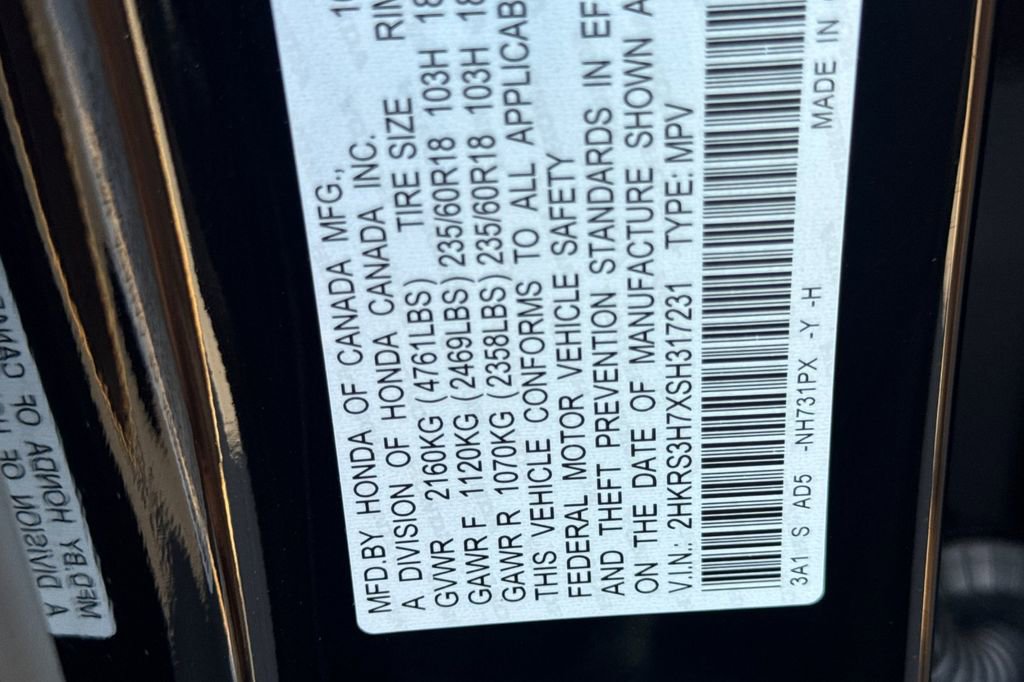 MFD.BY HONDA OF CANADA MFG.,
A DIVISION OF HONDA CANADA INC.
GVWR 2160KG (4761LBS) TIRE SIZE
GAWR F 1120KG (2469LBS) 235/60R18 103H 18
GAWR R 1070KG (2358LBS) 235/60R18 103H 18
THIS VEHICLE CONFORMS TO ALL
FEDERAL MOTOR VEHICLE SAFETY
AND THEFT PREVENTION STANDARDS IN
ON THE DATE OF MANUFACTURE SHOWN
V.I.N.: 2HKRS3H7XSH317231 TYPE: MPV
3A1 S AD5 -NH731PX -Y -H
MADE IN
MFD.BY HONDA OF
A DIVISION OF